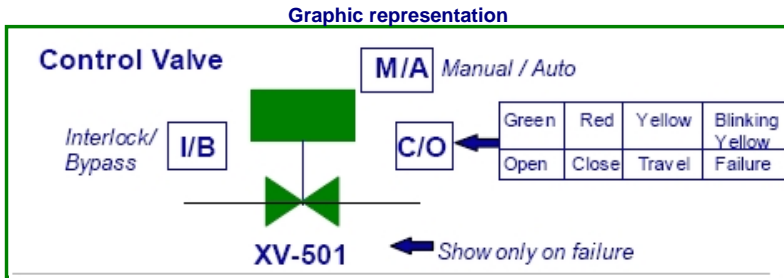 Graphic representation
Control Valve
M/A Manual / Auto
Interlock/
Bypass
I/B
C/O
Green Red Yellow Blinking Yellow
Open Close Travel Failure
XV-501
Show only on failure